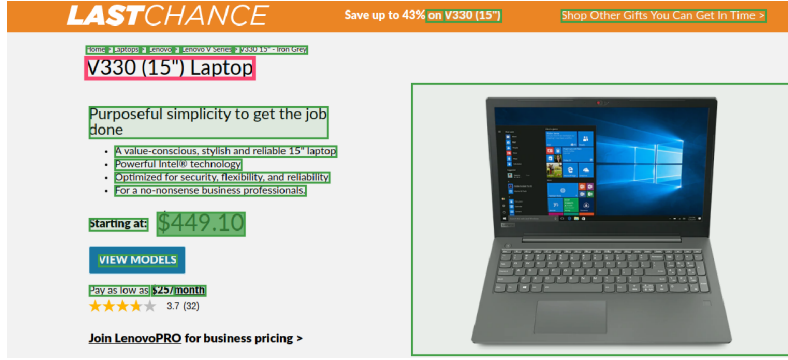 LASTCHANCE Save up to 43% on V330 (15") Shop Other Gifts You Can Get In Time >
Home > Laptops > Lenovo > Lenovo V Series > V330 15" - Iron Grey
V330 (15") Laptop
Purposeful simplicity to get the job
done
• A value-conscious, stylish and reliable 15" laptop
• Powerful Intel® technology
• Optimized for security, flexibility, and reliability
• For a no-nonsense business professionals.
Starting at: $449.10
VIEW MODELS
Pay as low as $25/month
3.7 (32)
Join LenovoPRO for business pricing >